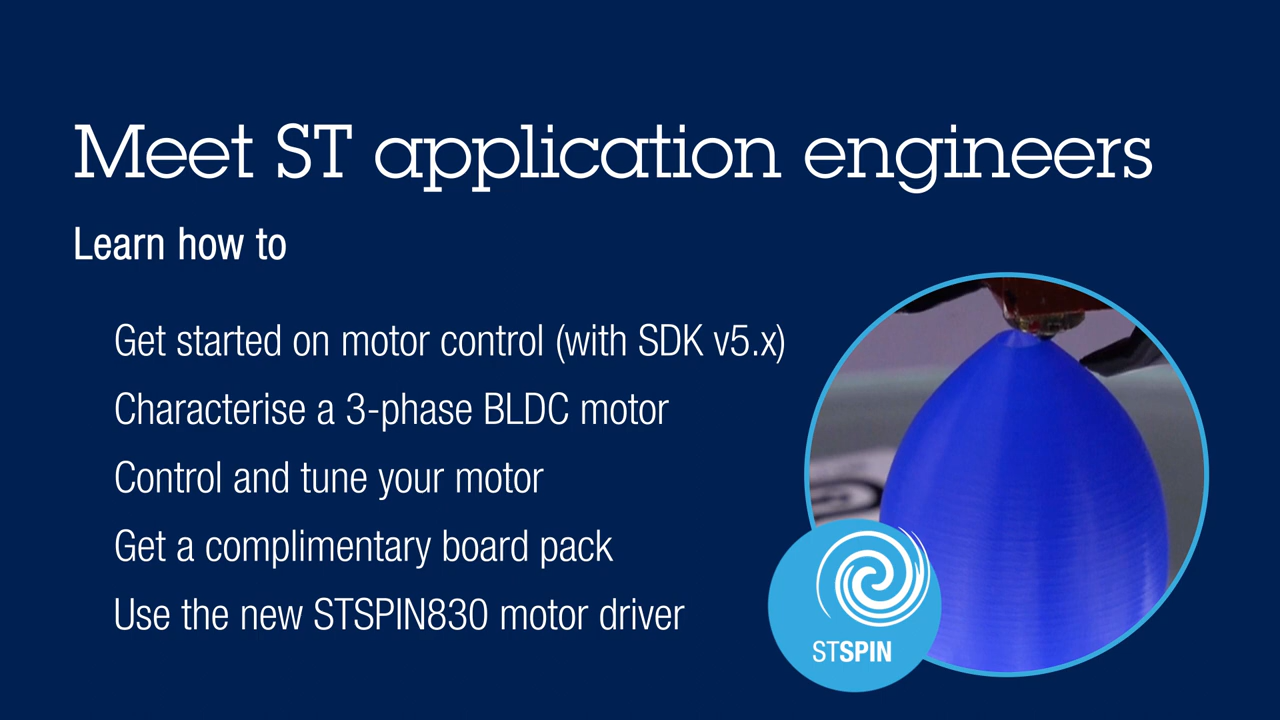 Meet ST application engineers
Learn how to
Get started on motor control (with SDK v5.x)
Characterise a 3-phase BLDC motor
Control and tune your motor
Get a complimentary board pack
Use the new STSPIN830 motor driver
STSPIN